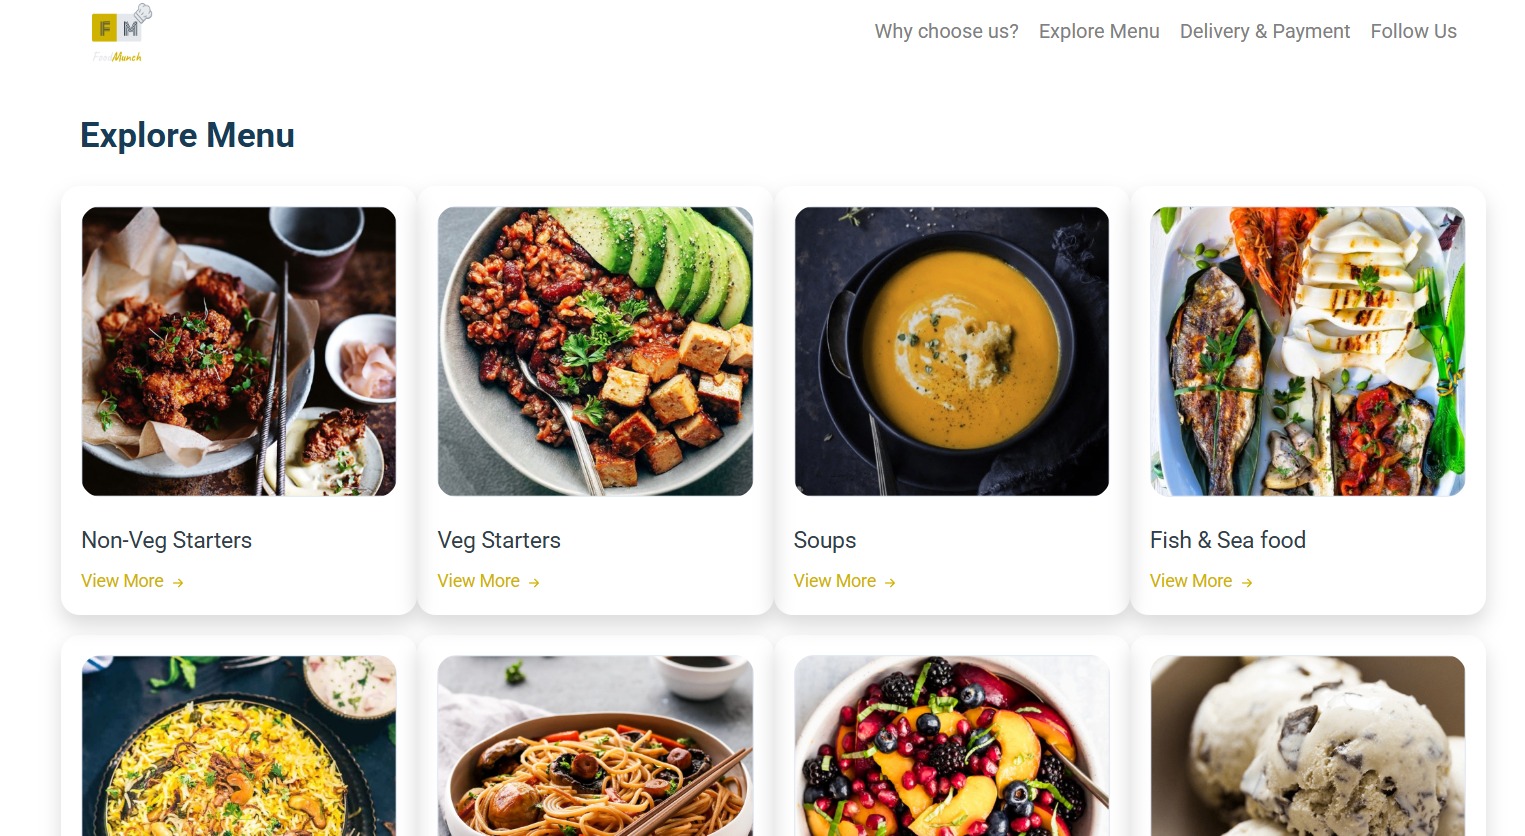 F M
FoodMunch
Why choose us? Explore Menu Delivery & Payment Follow Us
Explore Menu
Non-Veg Starters
View More →
Veg Starters
View More →
Soups
View More →
Fish & Sea food
View More →